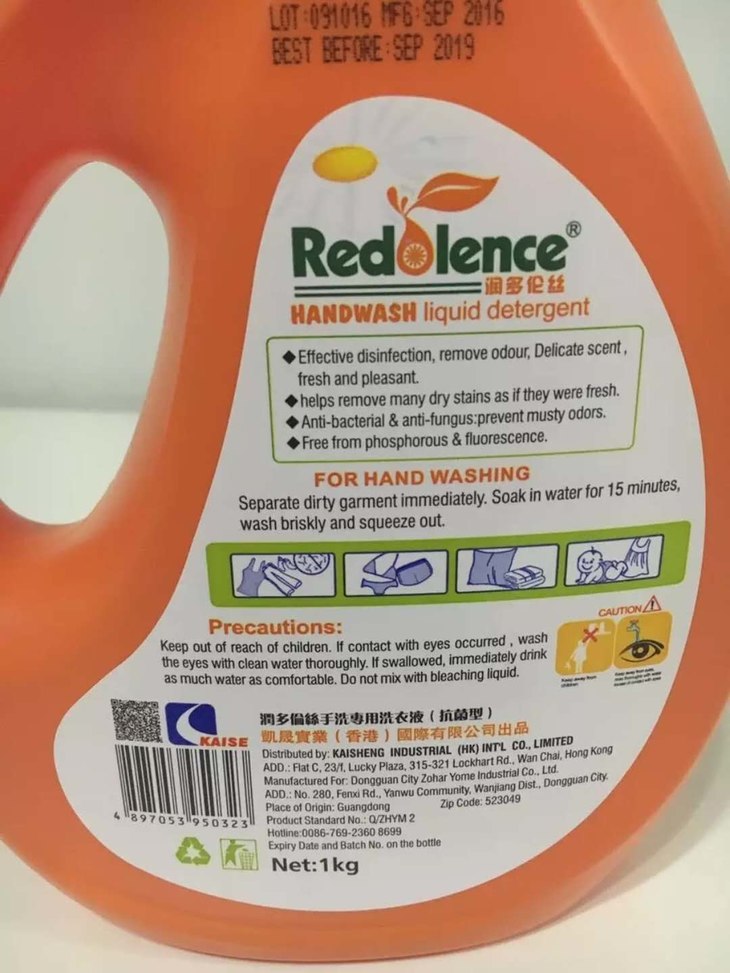 LOT:091016 MFG:SEP 2016
BEST BEFORE:SEP 2019
Redolence®
润多伦丝
HANDWASH liquid detergent
◆Effective disinfection, remove odour, Delicate scent,
fresh and pleasant.
◆helps remove many dry stains as if they were fresh.
◆Anti-bacterial & anti-fungus:prevent musty odors.
◆Free from phosphorous & fluorescence.
FOR HAND WASHING
Separate dirty garment immediately. Soak in water for 15 minutes,
wash briskly and squeeze out.
CAUTION
Precautions:
Keep out of reach of children. If contact with eyes occurred , wash
the eyes with clean water thoroughly. If swallowed, immediately drink
as much water as comfortable. Do not mix with bleaching liquid.
Keep away from
children
KAISE
潤多倫絲手洗專用洗衣液（抗菌型）
凱晟實業（香港）國際有限公司出品
Distributed by: KAISHENG INDUSTRIAL (HK) INT'L CO., LIMITED
ADD.: Flat C, 23/f, Lucky Plaza, 315-321 Lockhart Rd., Wan Chai, Hong Kong
Manufactured For: Dongguan City Zohar Yome Industrial Co., Ltd.
ADD.: No. 280, Fenxi Rd., Yanwu Community, Wanjiang Dist., Dongguan City.
Place of Origin: Guangdong Zip Code: 523049
Product Standard No.: Q/ZHYM 2
Hotline:0086-769-2360 8699
Expiry Date and Batch No. on the bottle
Net:1kg
4 897053 950323